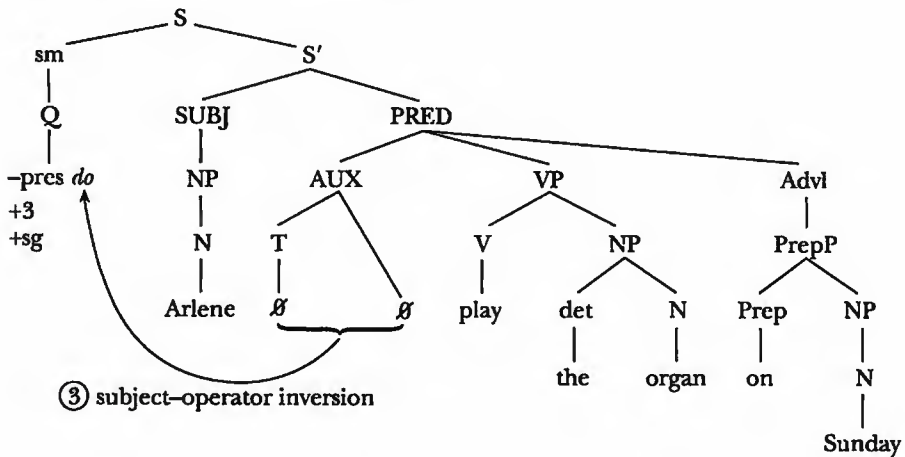 S
sm S′
Q SUBJ PRED
–pres do NP AUX VP Advl
+3
+sg N T V NP PrepP
Arlene Ø Ø play det N Prep NP
the organ on N
③ subject–operator inversion
Sunday